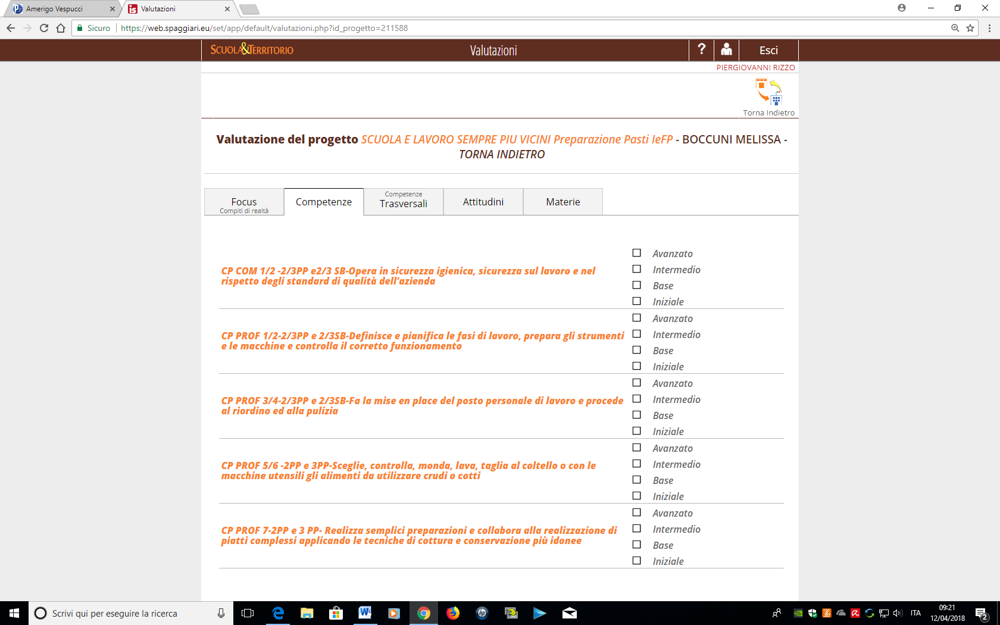 Amerigo Vespucci
Valutazioni
Sicuro
https://web.spaggiari.eu/set/app/default/valutazioni.php?id_progetto=211588
SCUOLA&TERRITORIO
Valutazioni
?
Esci
PIERGIOVANNI RIZZO
Torna Indietro
Valutazione del progetto SCUOLA E LAVORO SEMPRE PIU VICINI Preparazione Pasti IeFP - BOCCUNI MELISSA -
TORNA INDIETRO
Focus
Compiti di realtà
Competenze
Competenze
Trasversali
Attitudini
Materie
CP COM 1/2 -2/3PP e2/3 SB-Opera in sicurezza igienica, sicurezza sul lavoro e nel
rispetto degli standard di qualità dell'azienda
Avanzato
Intermedio
Base
Iniziale
CP PROF 1/2-2/3PP e 2/3SB-Definisce e pianifica le fasi di lavoro, prepara gli strumenti
e le macchine e controlla il corretto funzionamento
Avanzato
Intermedio
Base
Iniziale
CP PROF 3/4-2/3PP e 2/3SB-Fa la mise en place del posto personale di lavoro e procede
al riordino ed alla pulizia
Avanzato
Intermedio
Base
Iniziale
CP PROF 5/6 -2PP e 3PP-Sceglie, controlla, monda, lava, taglia al coltello o con le
macchine utensili gli alimenti da utilizzare crudi o cotti
Avanzato
Intermedio
Base
Iniziale
CP PROF 7-2PP e 3 PP- Realizza semplici preparazioni e collabora alla realizzazione di
piatti complessi applicando le tecniche di cottura e conservazione più idonee
Avanzato
Intermedio
Base
Iniziale
Scrivi qui per eseguire la ricerca
ITA
09:21
12/04/2018
2